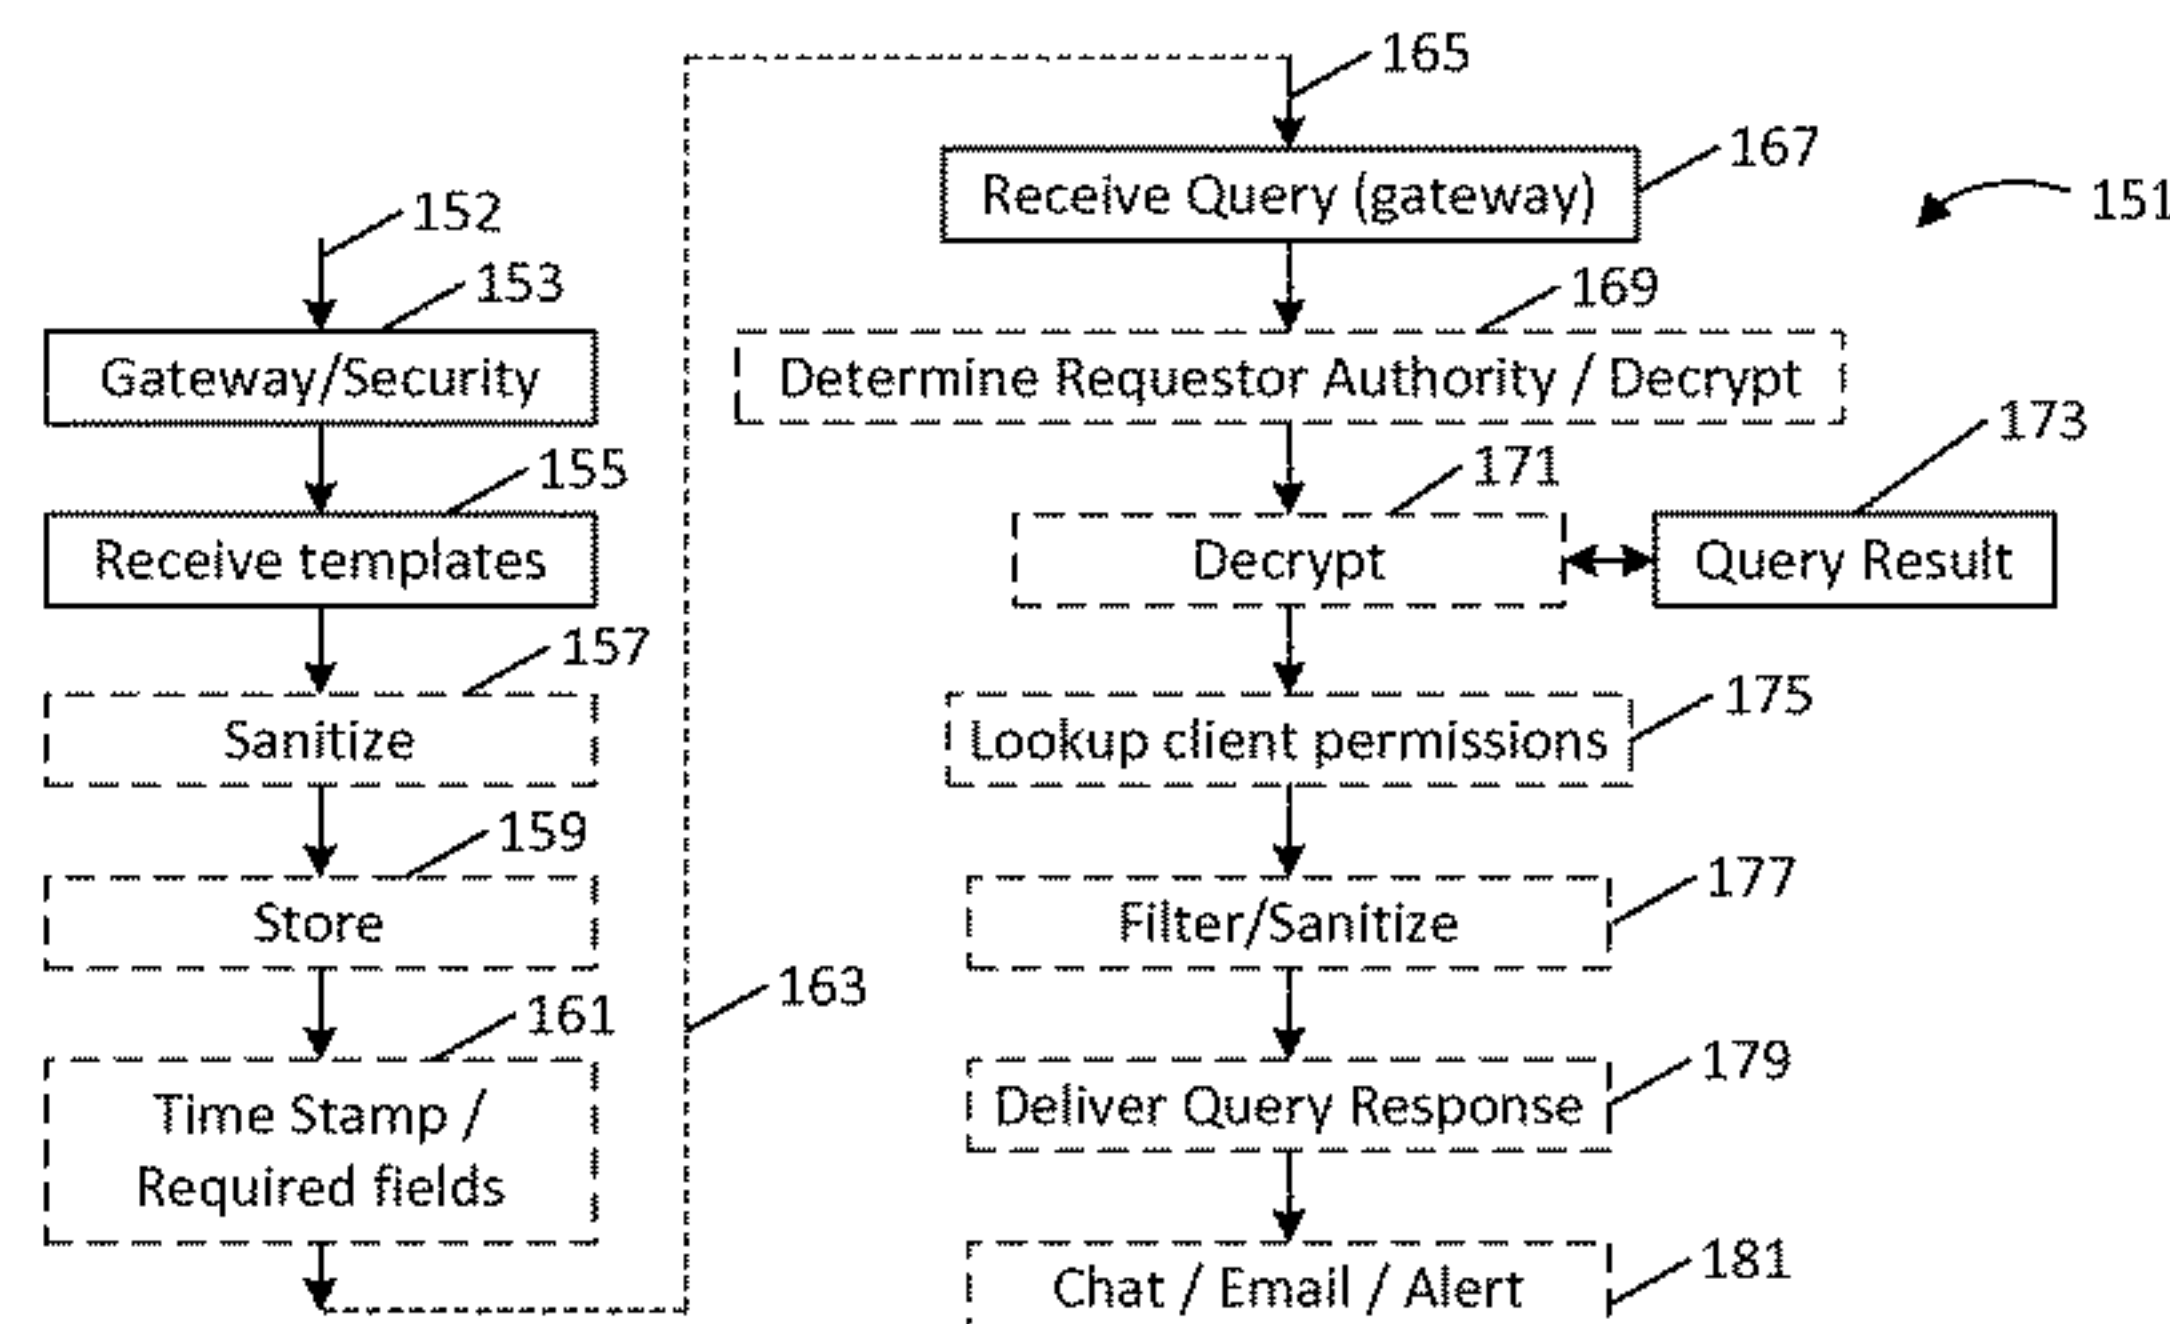 152
153
Gateway/Security
155
Receive templates
157
Sanitize
159
Store
161
Time Stamp /
Required fields
163
165
167
Receive Query (gateway)
151
169
Determine Requestor Authority / Decrypt
171
Decrypt
173
Query Result
175
Lookup client permissions
177
Filter/Sanitize
179
Deliver Query Response
181
Chat / Email / Alert